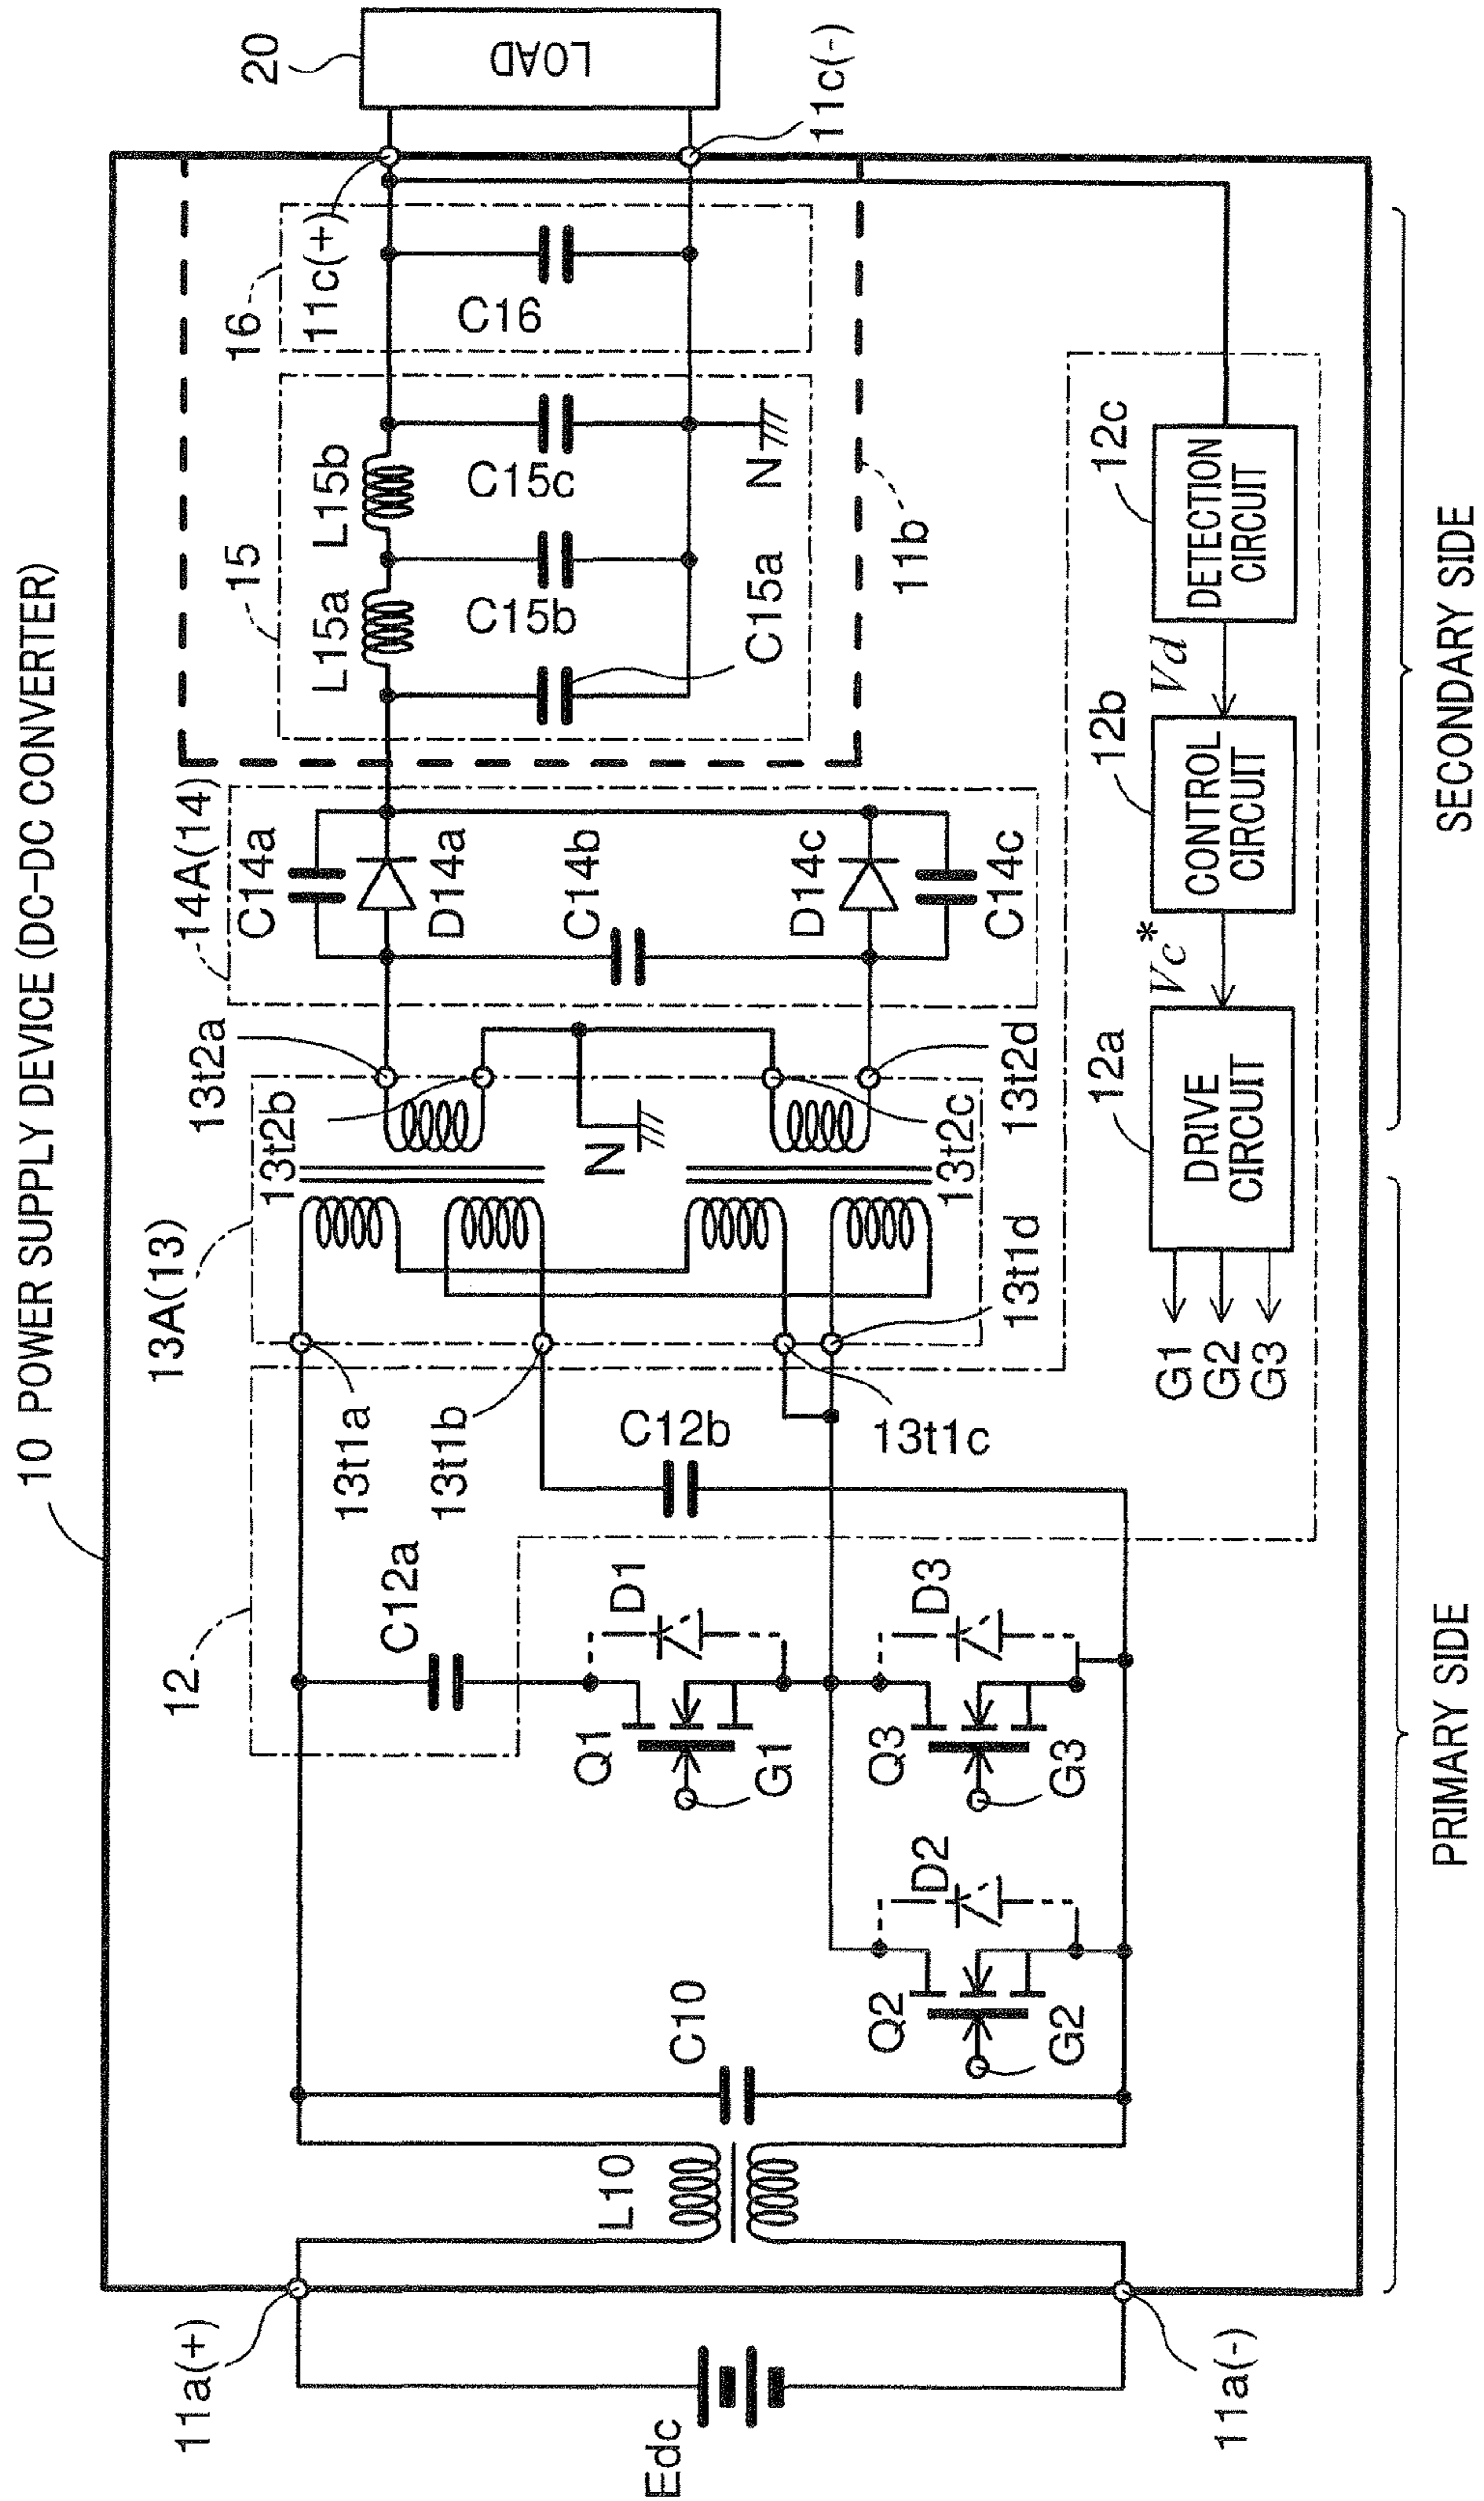 10 POWER SUPPLY DEVICE (DC-DC CONVERTER)
11a(+)
Edc
11a(-)
L10
C10
12
C12a
Q1
D1
G1
Q2
D2
G2
Q3
D3
G3
C12b
13A(13)
13t1a
13t1b
13t1c
13t1d
13t2a
13t2b
13t2c
13t2d
N
14A(14)
C14a
D14a
C14b
D14c
C14c
15
L15a
L15b
C15b
C15c
C15a
N
11b
16
C16
11c(+)
11c(-)
20
LOAD
12a
DRIVE
CIRCUIT
Vc*
12b
CONTROL
CIRCUIT
Vd
12c
DETECTION
CIRCUIT
G1
G2
G3
PRIMARY SIDE
SECONDARY SIDE